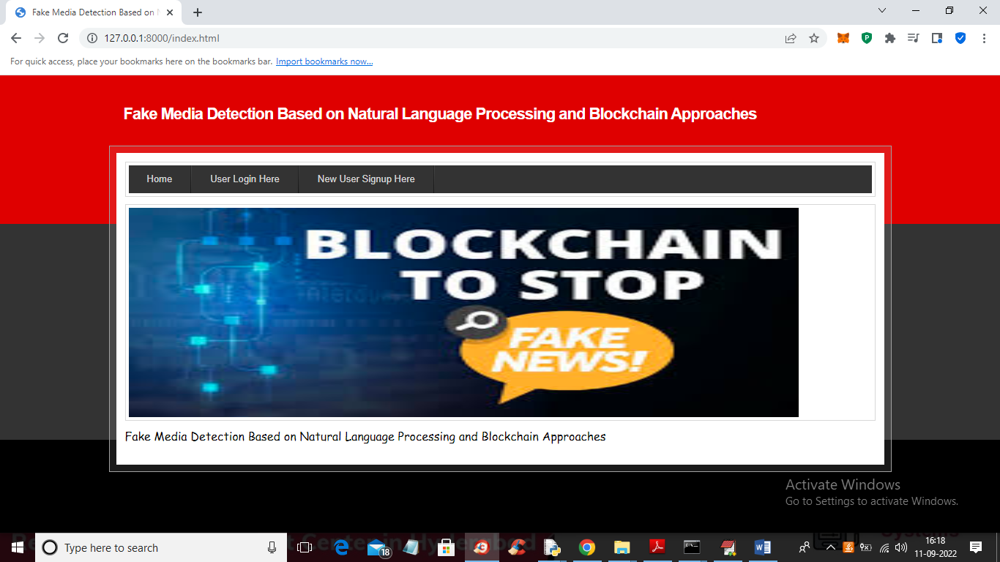 Fake Media Detection Based on N
127.0.0.1:8000/index.html
For quick access, place your bookmarks here on the bookmarks bar. Import bookmarks now...
Fake Media Detection Based on Natural Language Processing and Blockchain Approaches
Home User Login Here New User Signup Here
BLOCKCHAIN
TO STOP
FAKE
NEWS!
Fake Media Detection Based on Natural Language Processing and Blockchain Approaches
Activate Windows
Go to Settings to activate Windows.
Type here to search
18
16:18
11-09-2022